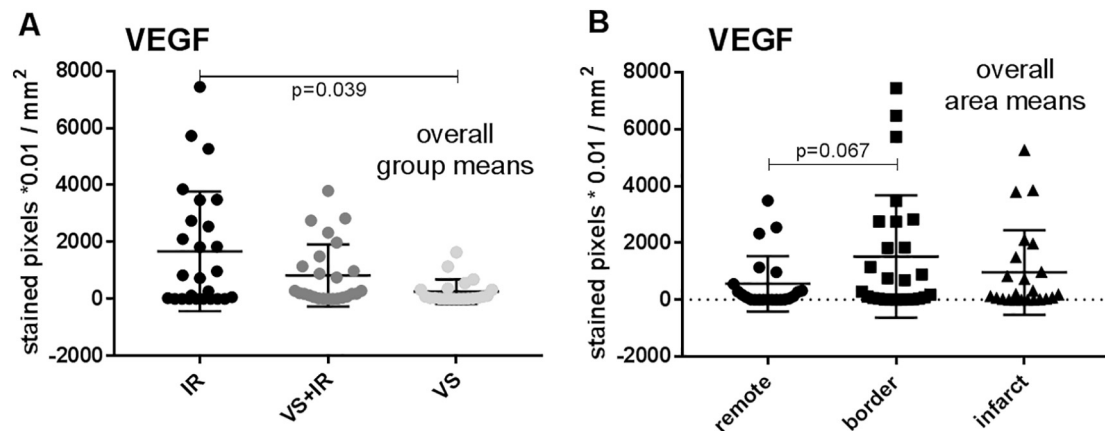 A
VEGF
stained pixels *0.01 / mm²
8000
6000
4000
2000
0
-2000
p=0.039
overall
group means
IR
VS+IR
VS
B
VEGF
stained pixels * 0.01 / mm²
8000
6000
4000
2000
0
-2000
overall
area means
p=0.067
remote
border
infarct